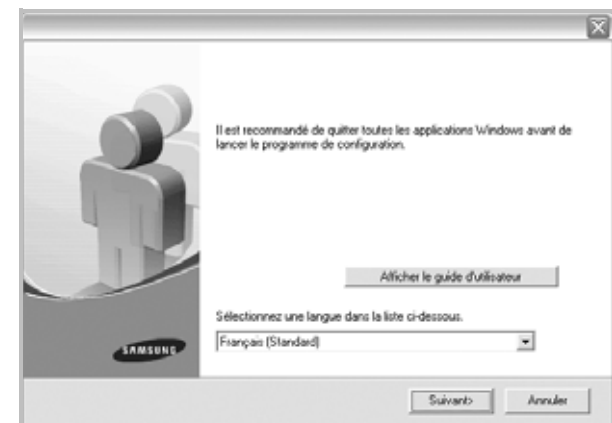 Il est recommandé de quitter toutes les applications Windows avant de
lancer le programme de configuration.
Afficher le guide d'utilisateur
Sélectionnez une langue dans la liste ci-dessous.
Français (Standard)
SAMSUNG
Suivant>
Annuler